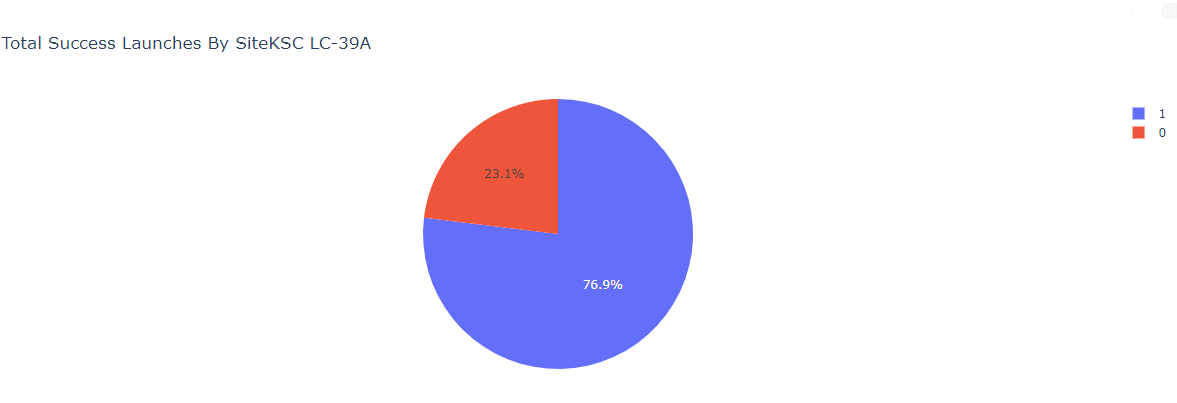 Total Success Launches By SiteKSC LC-39A
1
0
23.1%
76.9%